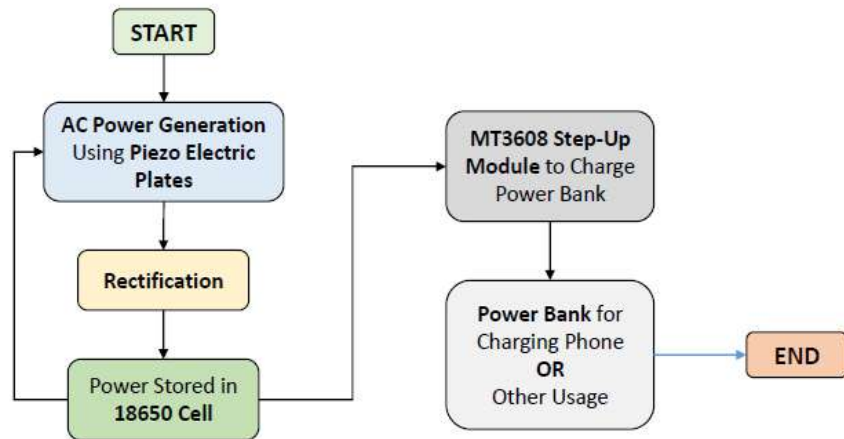 START
AC Power Generation
Using Piezo Electric
Plates
Rectification
Power Stored in
18650 Cell
MT3608 Step-Up
Module to Charge
Power Bank
Power Bank for
Charging Phone
OR
Other Usage
END